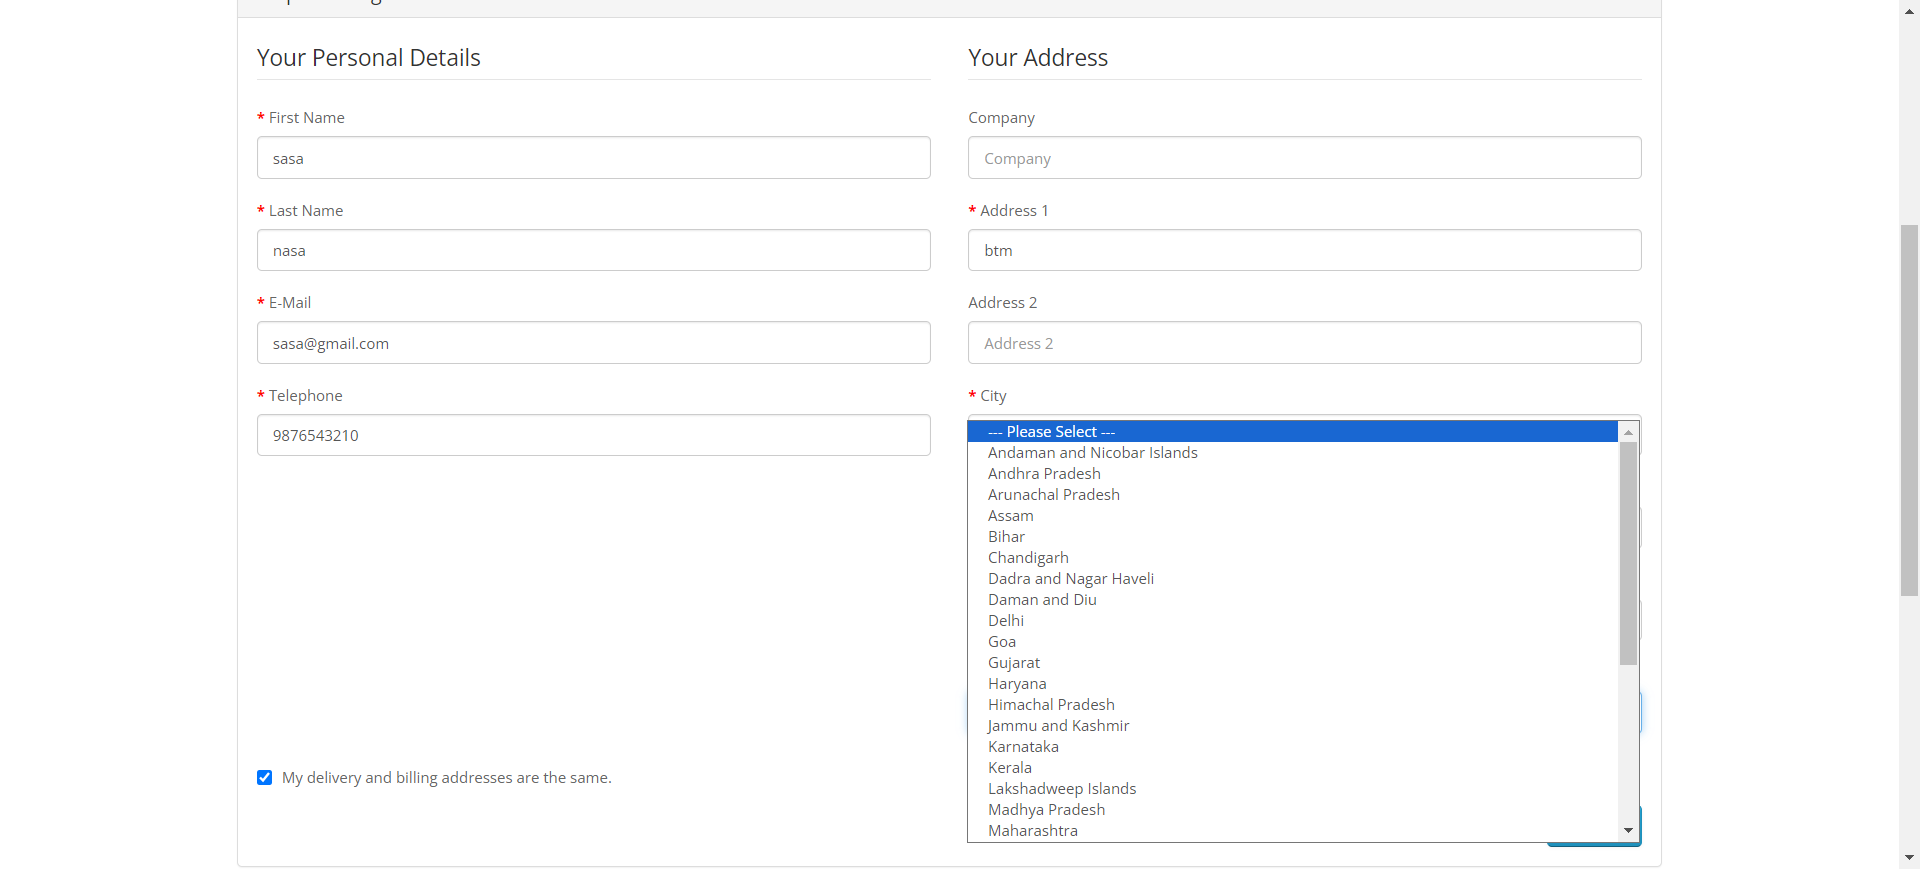 Your Personal Details
* First Name
sasa
* Last Name
nasa
* E-Mail
sasa@gmail.com
* Telephone
9876543210
My delivery and billing addresses are the same.
Your Address
Company
Company
* Address 1
btm
Address 2
Address 2
* City
--- Please Select ---
Andaman and Nicobar Islands
Andhra Pradesh
Arunachal Pradesh
Assam
Bihar
Chandigarh
Dadra and Nagar Haveli
Daman and Diu
Delhi
Goa
Gujarat
Haryana
Himachal Pradesh
Jammu and Kashmir
Karnataka
Kerala
Lakshadweep Islands
Madhya Pradesh
Maharashtra